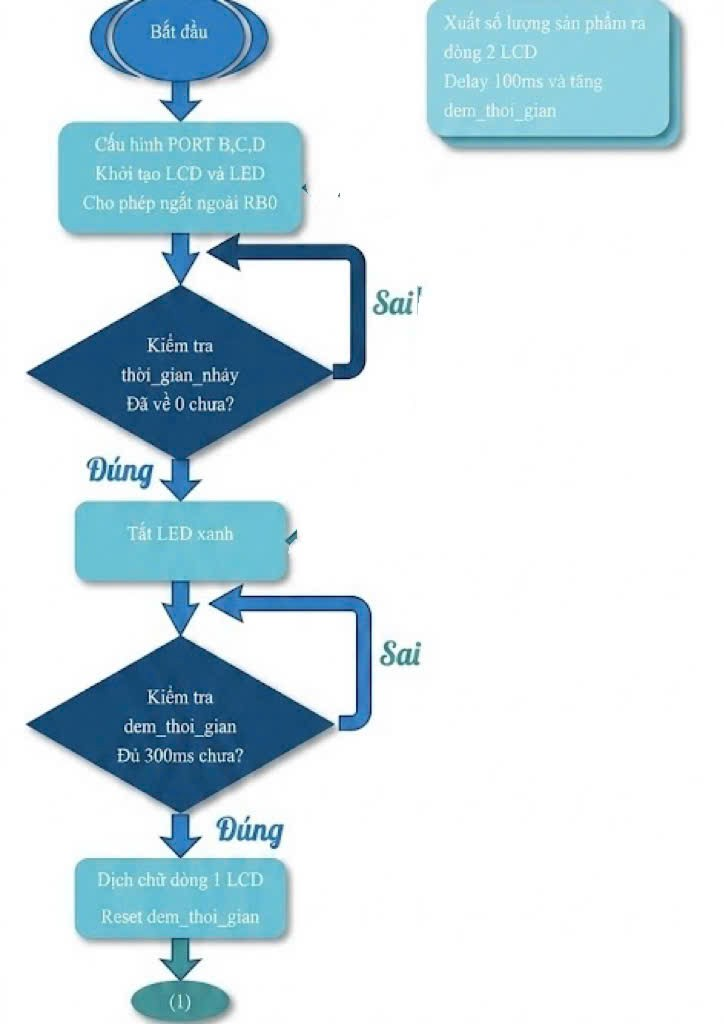 Bắt đầu
Xuất số lượng sản phẩm ra
dòng 2 LCD
Delay 100ms và tăng
dem_thoi_gian
Cấu hình PORT B,C,D
Khởi tạo LCD và LED
Cho phép ngắt ngoài RB0
Sai
Kiểm tra
thời_gian_nháy
Đã về 0 chưa?
Đúng
Tắt LED xanh
Sai
Kiểm tra
dem_thoi_gian
Đủ 300ms chưa?
Đúng
Dịch chữ dòng 1 LCD
Reset dem_thoi_gian
(1)